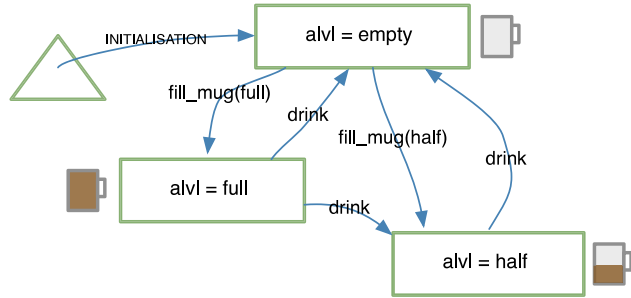 INITIALISATION
alvl = empty
fill_mug(full)
drink
fill_mug(half)
drink
alvl = full
drink
alvl = half